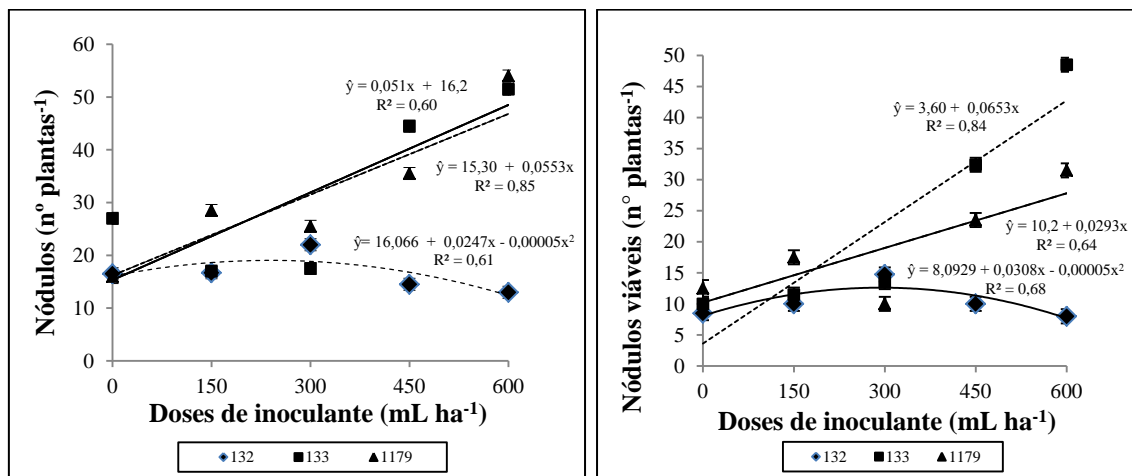 Nódulos (nº plantas⁻¹)
60
50
40
30
20
10
0
ŷ = 0,051x + 16,2
R² = 0,60
ŷ = 15,30 + 0,0553x
R² = 0,85
ŷ = 16,066 + 0,0247x - 0,00005x²
R² = 0,61
0 150 300 450 600
Doses de inoculante (mL ha⁻¹)
132 133 1179
Nódulos viáveis (n° plantas⁻¹)
50
45
40
35
30
25
20
15
10
5
0
ŷ = 3,60 + 0,0653x
R² = 0,84
ŷ = 10,2 + 0,0293x
R² = 0,64
ŷ = 8,0929 + 0,0308x - 0,00005x²
R² = 0,68
0 150 300 450 600
Doses de inoculante (mL ha⁻¹)
132 133 1179